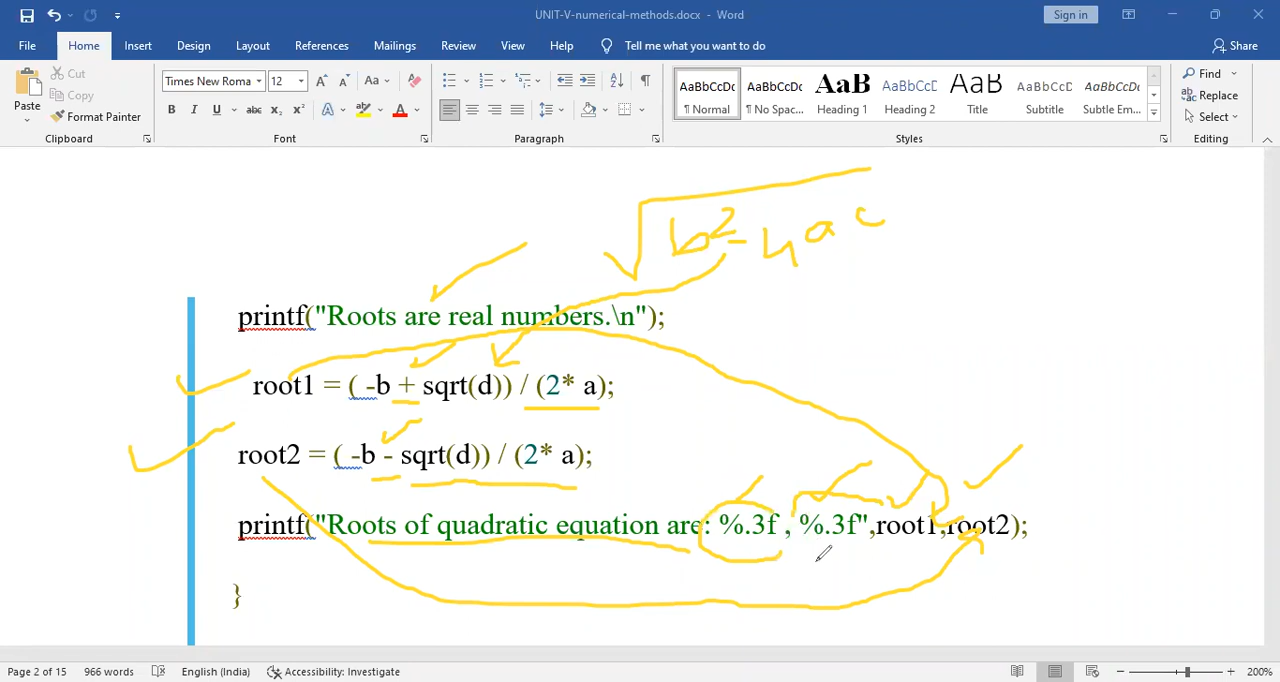 UNIT-V-numerical-methods.docx - Word
Sign in
File Home Insert Design Layout References Mailings Review View Help Tell me what you want to do Share
Paste
Cut
Copy
Format Painter
Clipboard
Times New Roma 12
Font
Paragraph
AaBbCcDc AaBbCcDc AaB AaBbCcD AaB AaBbCcD AaBbCcDt
¶ Normal ¶ No Spac... Heading 1 Heading 2 Title Subtitle Subtle Em...
Styles
Find
Replace
Select
Editing
√b²-4ac
printf("Roots are real numbers.\n");
root1 = ( -b + sqrt(d)) / (2* a);
root2 = ( -b - sqrt(d)) / (2* a);
printf("Roots of quadratic equation are: %.3f , %.3f",root1,root2);
}
Page 2 of 15 966 words English (India) Accessibility: Investigate 200%